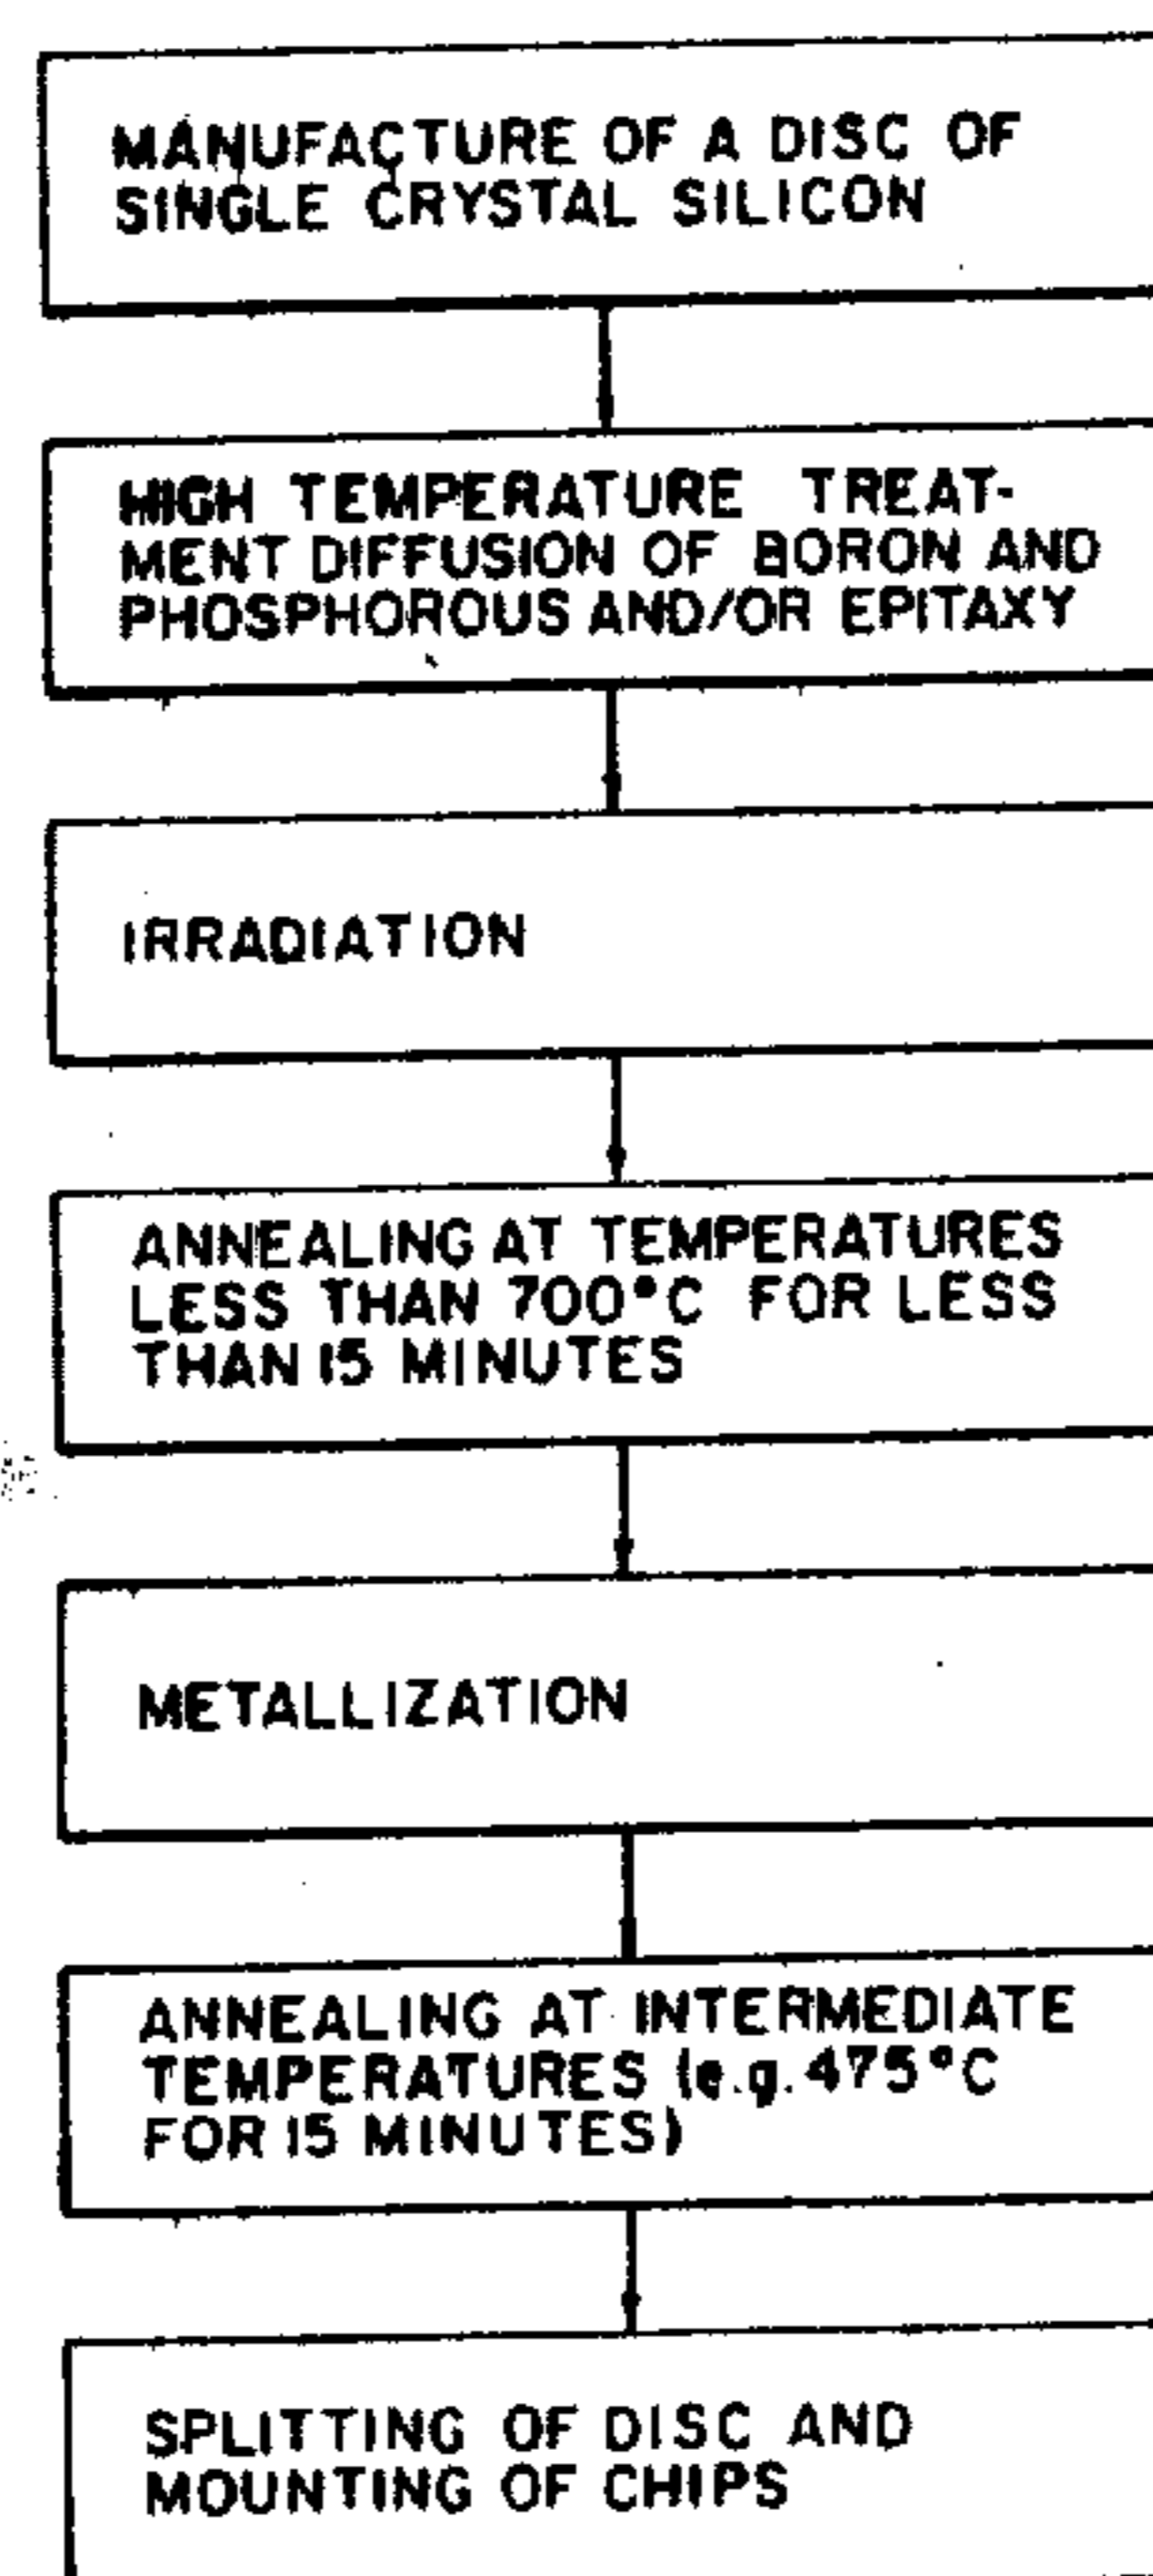 MANUFACTURE OF A DISC OF
SINGLE CRYSTAL SILICON
HIGH TEMPERATURE TREAT-
MENT DIFFUSION OF BORON AND
PHOSPHOROUS AND/OR EPITAXY
IRRADIATION
ANNEALING AT TEMPERATURES
LESS THAN 700°C FOR LESS
THAN 15 MINUTES
METALLIZATION
ANNEALING AT INTERMEDIATE
TEMPERATURES (e.g. 475°C
FOR 15 MINUTES)
SPLITTING OF DISC AND
MOUNTING OF CHIPS